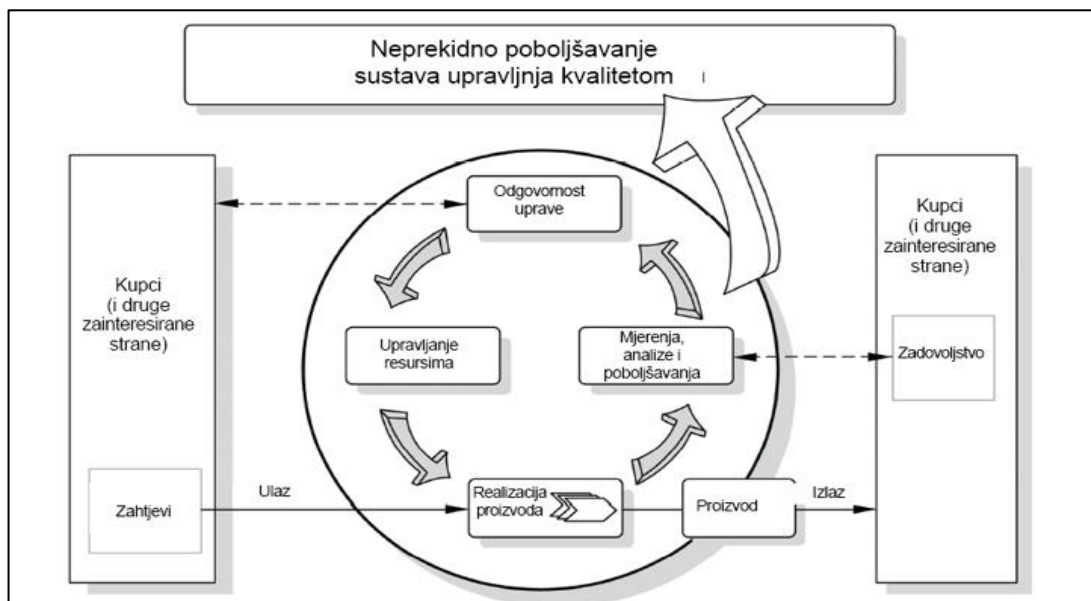 Neprekidno poboljšavanje
sustava upravljnja kvalitetom
Odgovornost
uprave
Kupci
(i druge
zainteresirane
strane)
Kupci
(i druge
zainteresirane
strane)
Upravljanje
resursima
Mjerenja,
analize i
poboljšavanja
Zadovoljstvo
Zahtjevi
Ulaz
Realizacija
proizvoda
Proizvod
Izlaz